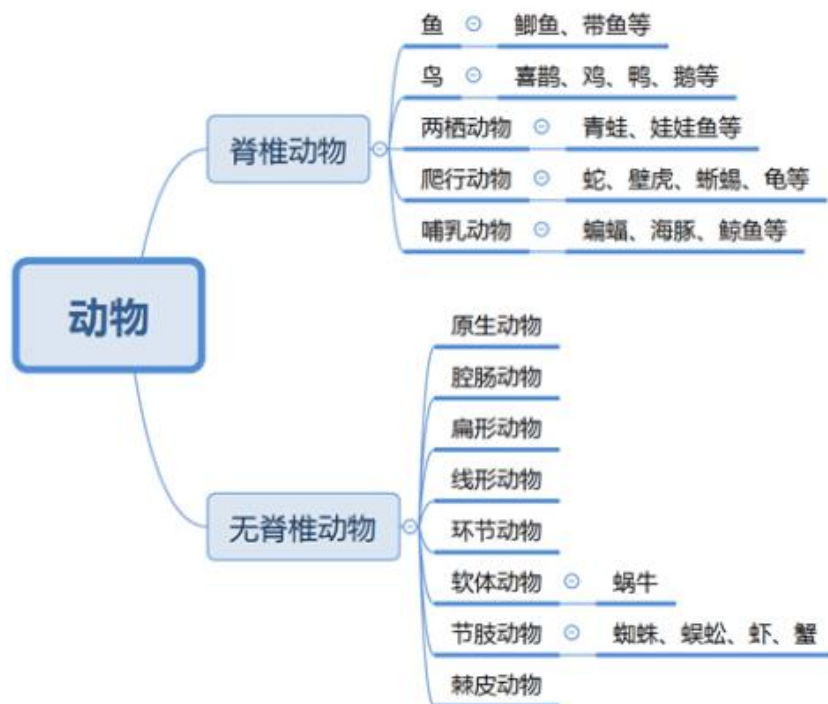 动物
脊椎动物
鱼 鲫鱼、带鱼等
鸟 喜鹊、鸡、鸭、鹅等
两栖动物 青蛙、娃娃鱼等
爬行动物 蛇、壁虎、蜥蜴、龟等
哺乳动物 蝙蝠、海豚、鲸鱼等
无脊椎动物
原生动物
腔肠动物
扁形动物
线形动物
环节动物
软体动物 蜗牛
节肢动物 蜘蛛、蜈蚣、虾、蟹
棘皮动物